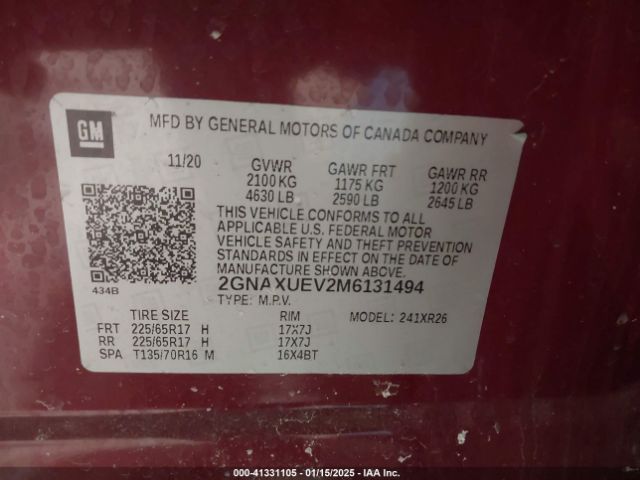 GM
MFD BY GENERAL MOTORS OF CANADA COMPANY
11/20 GVWR GAWR FRT GAWR RR
2100 KG 1175 KG 1200 KG
4630 LB 2590 LB 2645 LB
THIS VEHICLE CONFORMS TO ALL
APPLICABLE U.S. FEDERAL MOTOR
VEHICLE SAFETY AND THEFT PREVENTION
STANDARDS IN EFFECT ON THE DATE OF
MANUFACTURE SHOWN ABOVE.
434B
2GNAXUEV2M6131494
TYPE: M.P.V.
TIRE SIZE RIM MODEL: 241XR26
FRT 225/65R17 H 17X7J
RR 225/65R17 H 17X7J
SPA T135/70R16 M 16X4BT
00-41331105 - 01/15/2025 - IAA Inc.